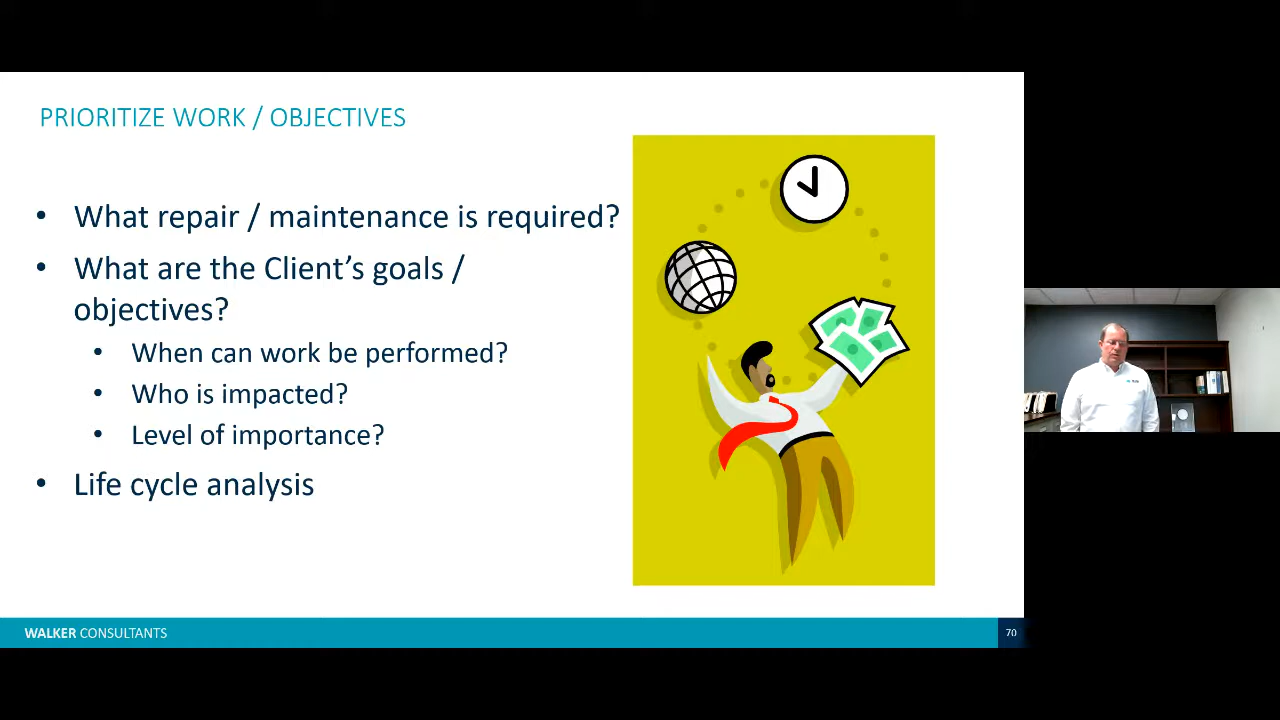 PRIORITIZE WORK / OBJECTIVES
• What repair / maintenance is required?
• What are the Client’s goals /
objectives?
• When can work be performed?
• Who is impacted?
• Level of importance?
• Life cycle analysis
WALKER CONSULTANTS
70